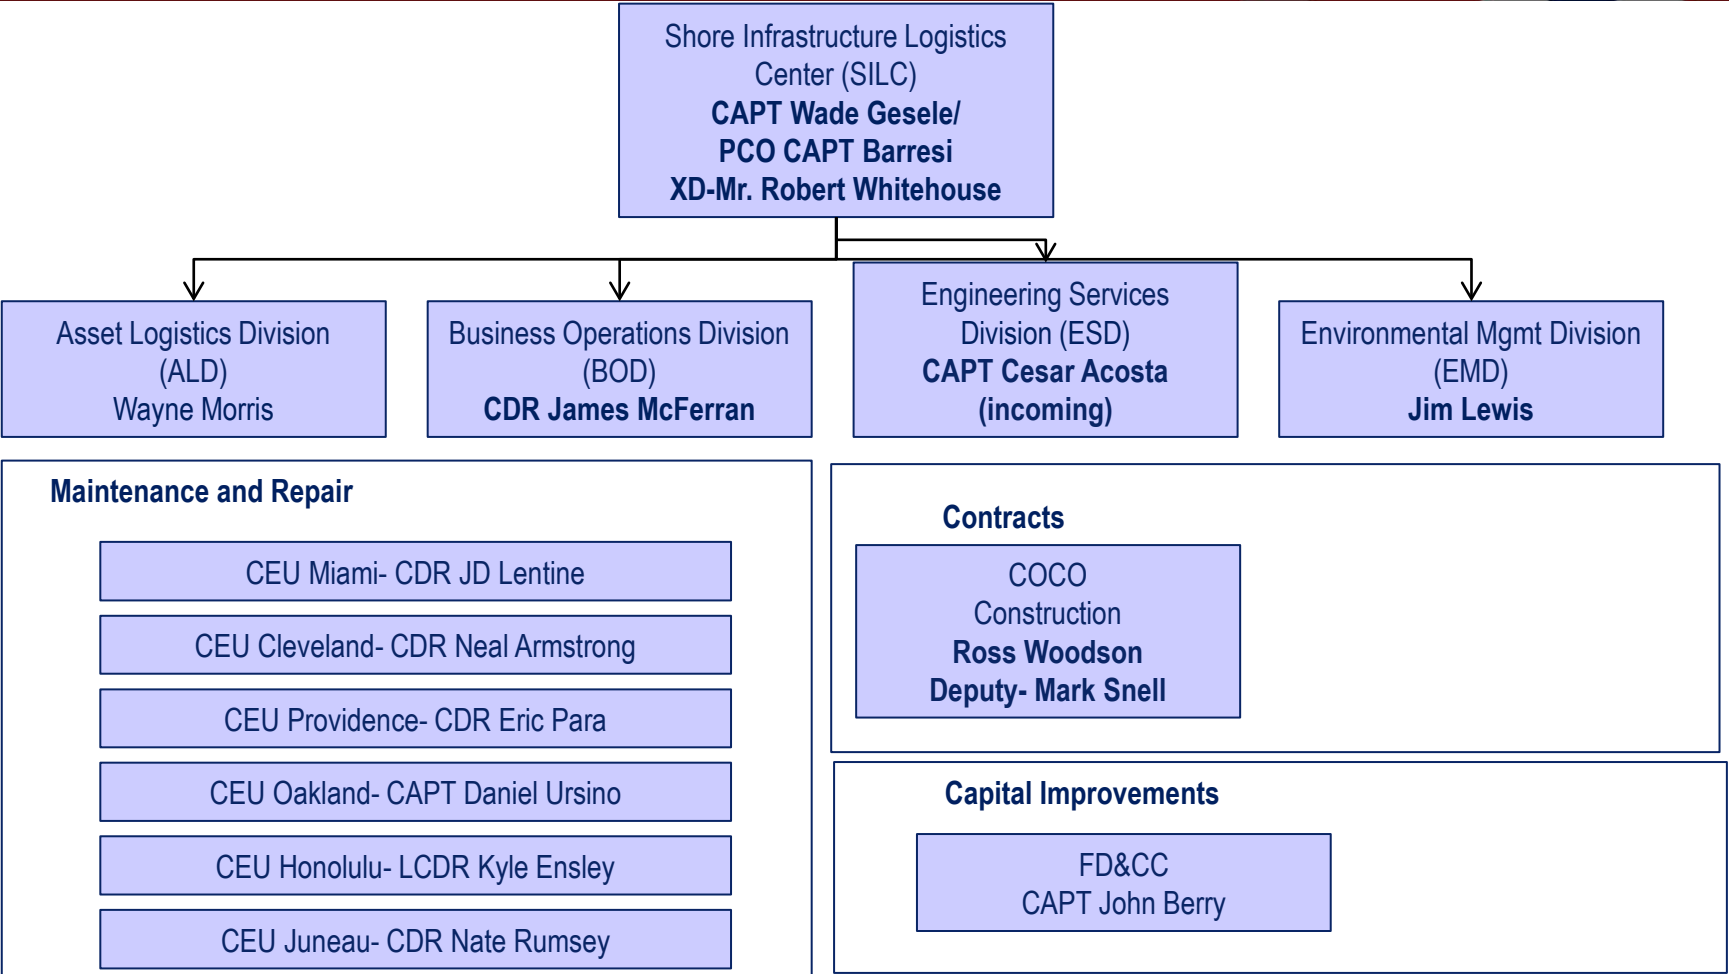 Shore Infrastructure Logistics
Center (SILC)
CAPT Wade Gesele/
PCO CAPT Barresi
XD-Mr. Robert Whitehouse
Asset Logistics Division
(ALD)
Wayne Morris
Business Operations Division
(BOD)
CDR James McFerran
Engineering Services
Division (ESD)
CAPT Cesar Acosta
(incoming)
Environmental Mgmt Division
(EMD)
Jim Lewis
Maintenance and Repair
CEU Miami- CDR JD Lentine
CEU Cleveland- CDR Neal Armstrong
CEU Providence- CDR Eric Para
CEU Oakland- CAPT Daniel Ursino
CEU Honolulu- LCDR Kyle Ensley
CEU Juneau- CDR Nate Rumsey
Contracts
COCO
Construction
Ross Woodson
Deputy- Mark Snell
Capital Improvements
FD&CC
CAPT John Berry